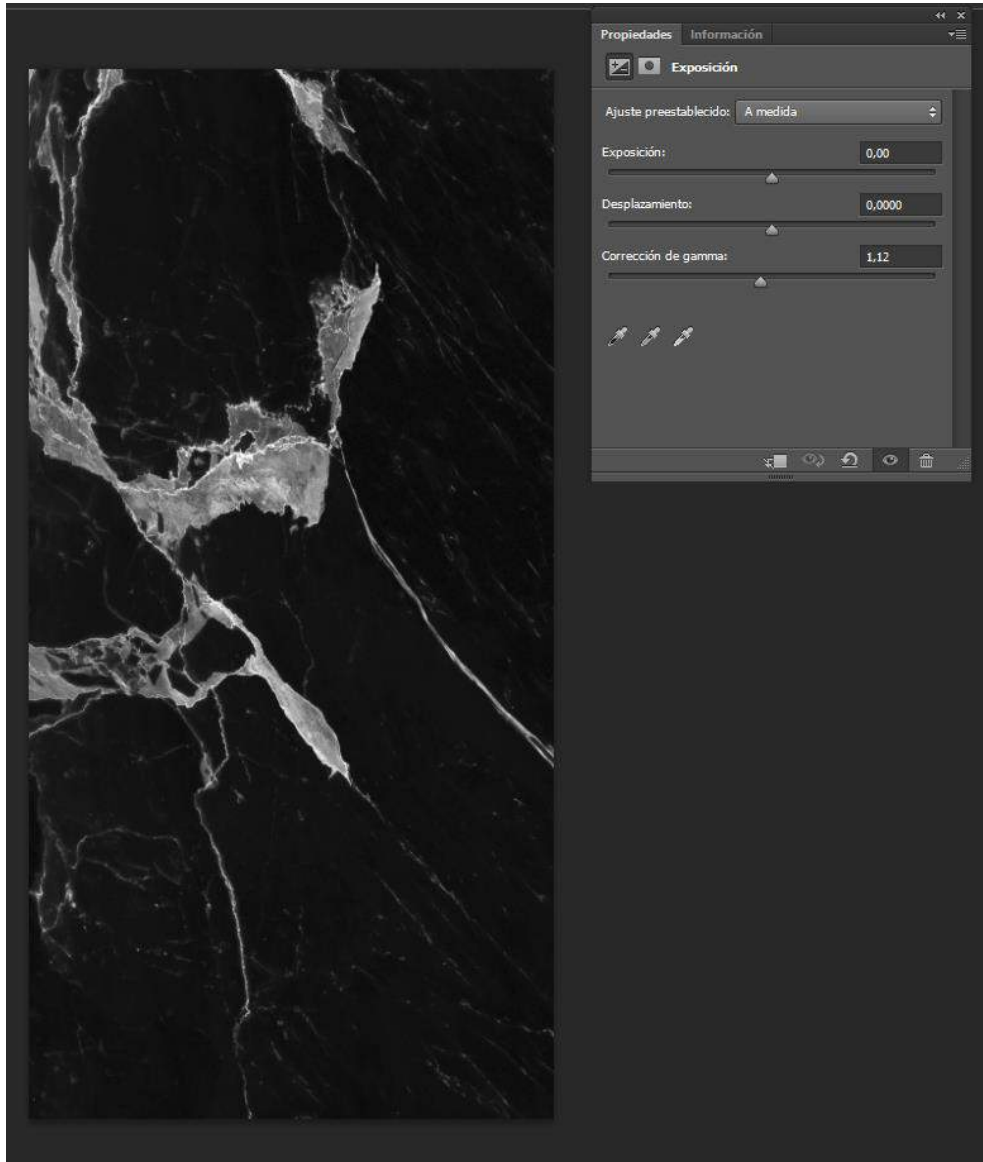 Propiedades Información
Exposición
Ajuste preestablecido: A medida
Exposición: 0,00
Desplazamiento: 0,0000
Corrección de gamma: 1,12